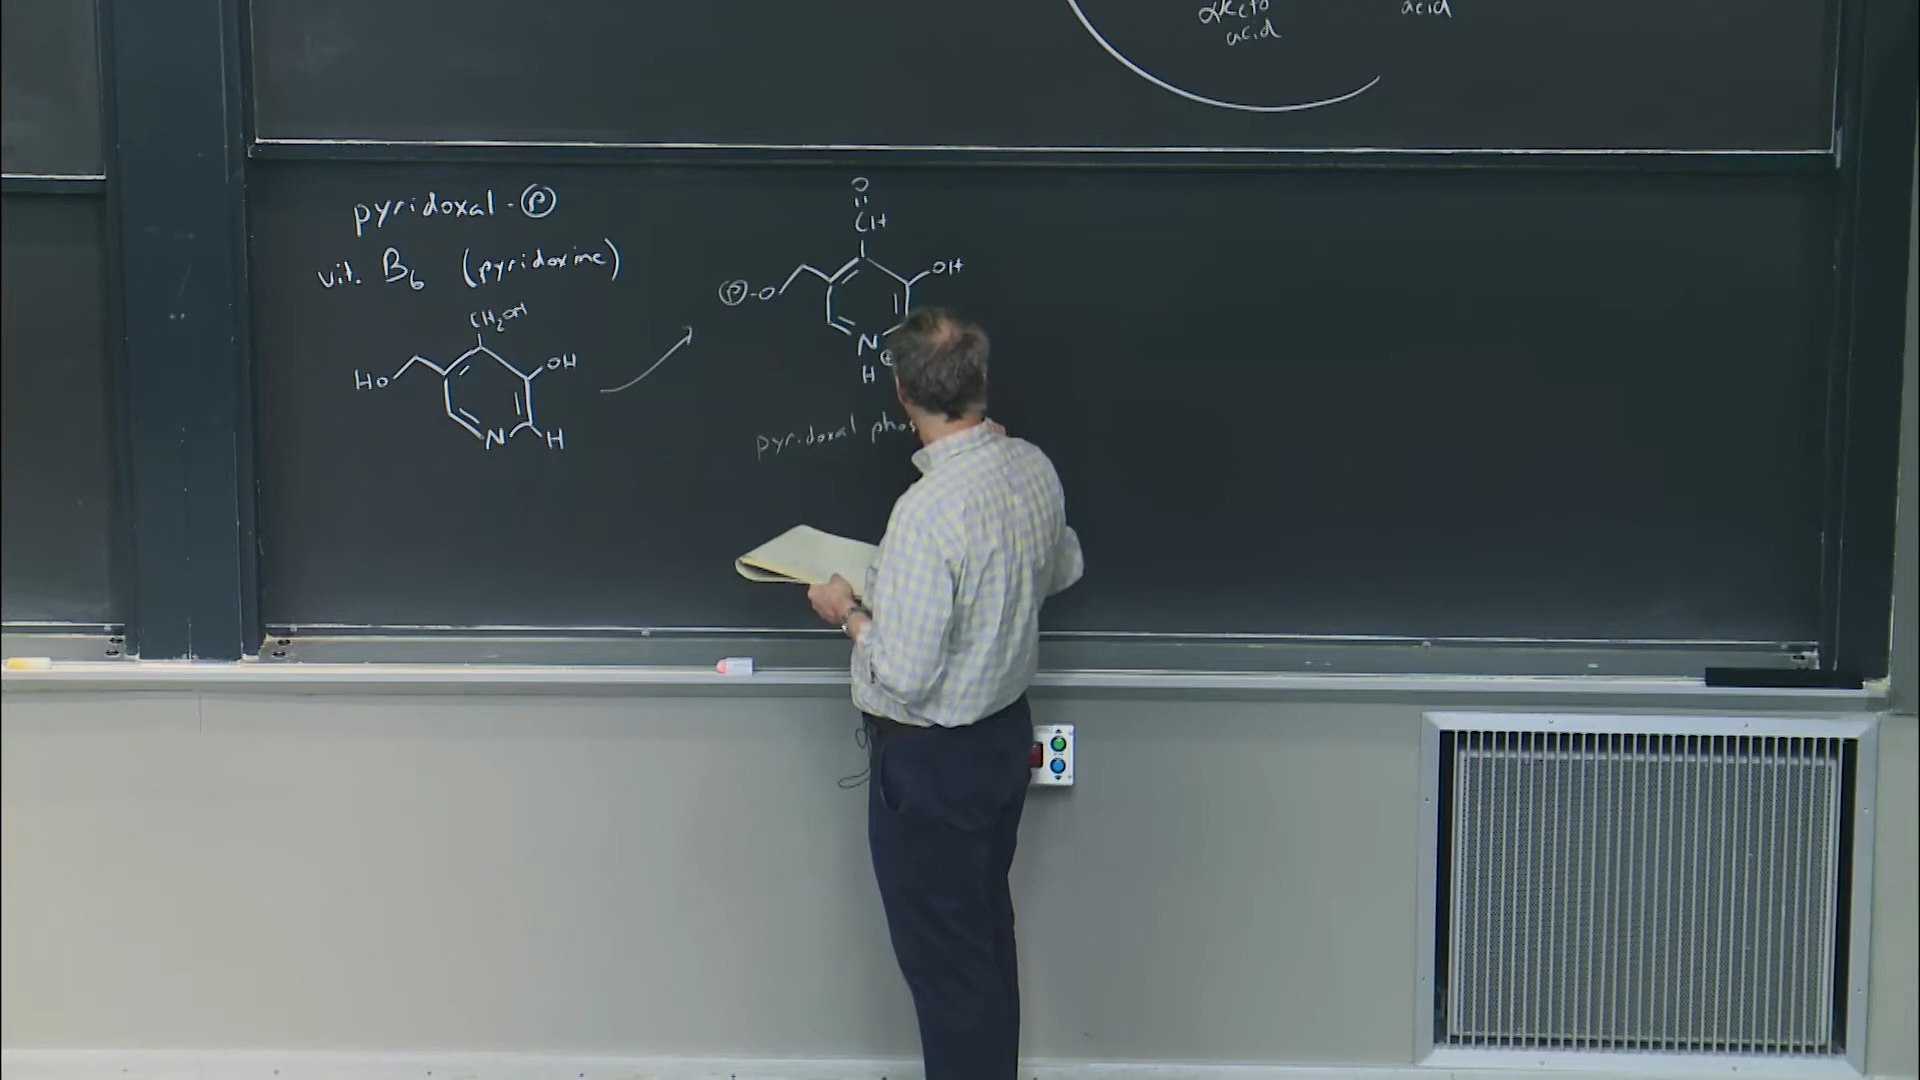 αKeto
acid
acid
pyridoxal - P
vit. B6 (pyridoxine)
CH2OH
HO
OH
N
H
O
CH
P-O
OH
N
⊕
H
pyridoxal phos